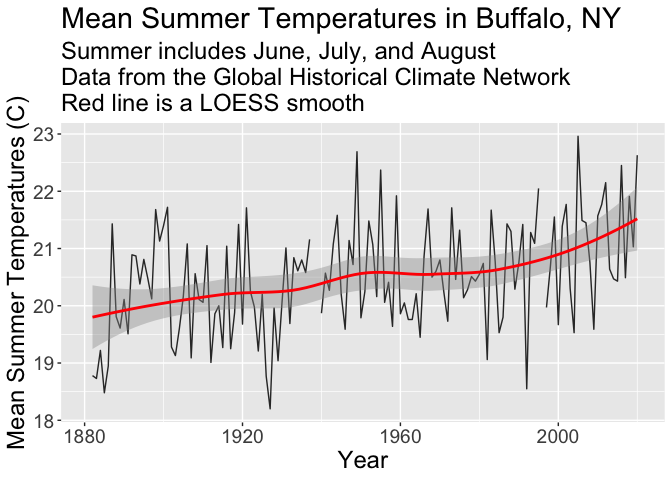 Mean Summer Temperatures in Buffalo, NY
Summer includes June, July, and August
Data from the Global Historical Climate Network
Red line is a LOESS smooth
Mean Summer Temperatures (C)
23
22
21
20
19
18
1880
1920
1960
2000
Year